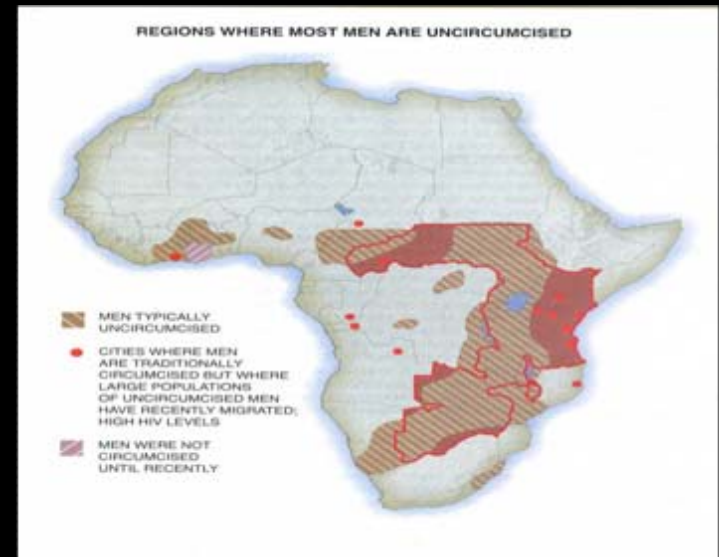 REGIONS WHERE MOST MEN ARE UNCIRCUMCISED
MEN TYPICALLY
UNCIRCUMCISED
CITIES WHERE MEN
ARE TRADITIONALLY
CIRCUMCISED BUT WHERE
LARGE POPULATIONS
OF UNCIRCUMCISED MEN
HAVE RECENTLY MIGRATED;
HIGH HIV LEVELS
MEN WERE NOT
CIRCUMCISED
UNTIL RECENTLY